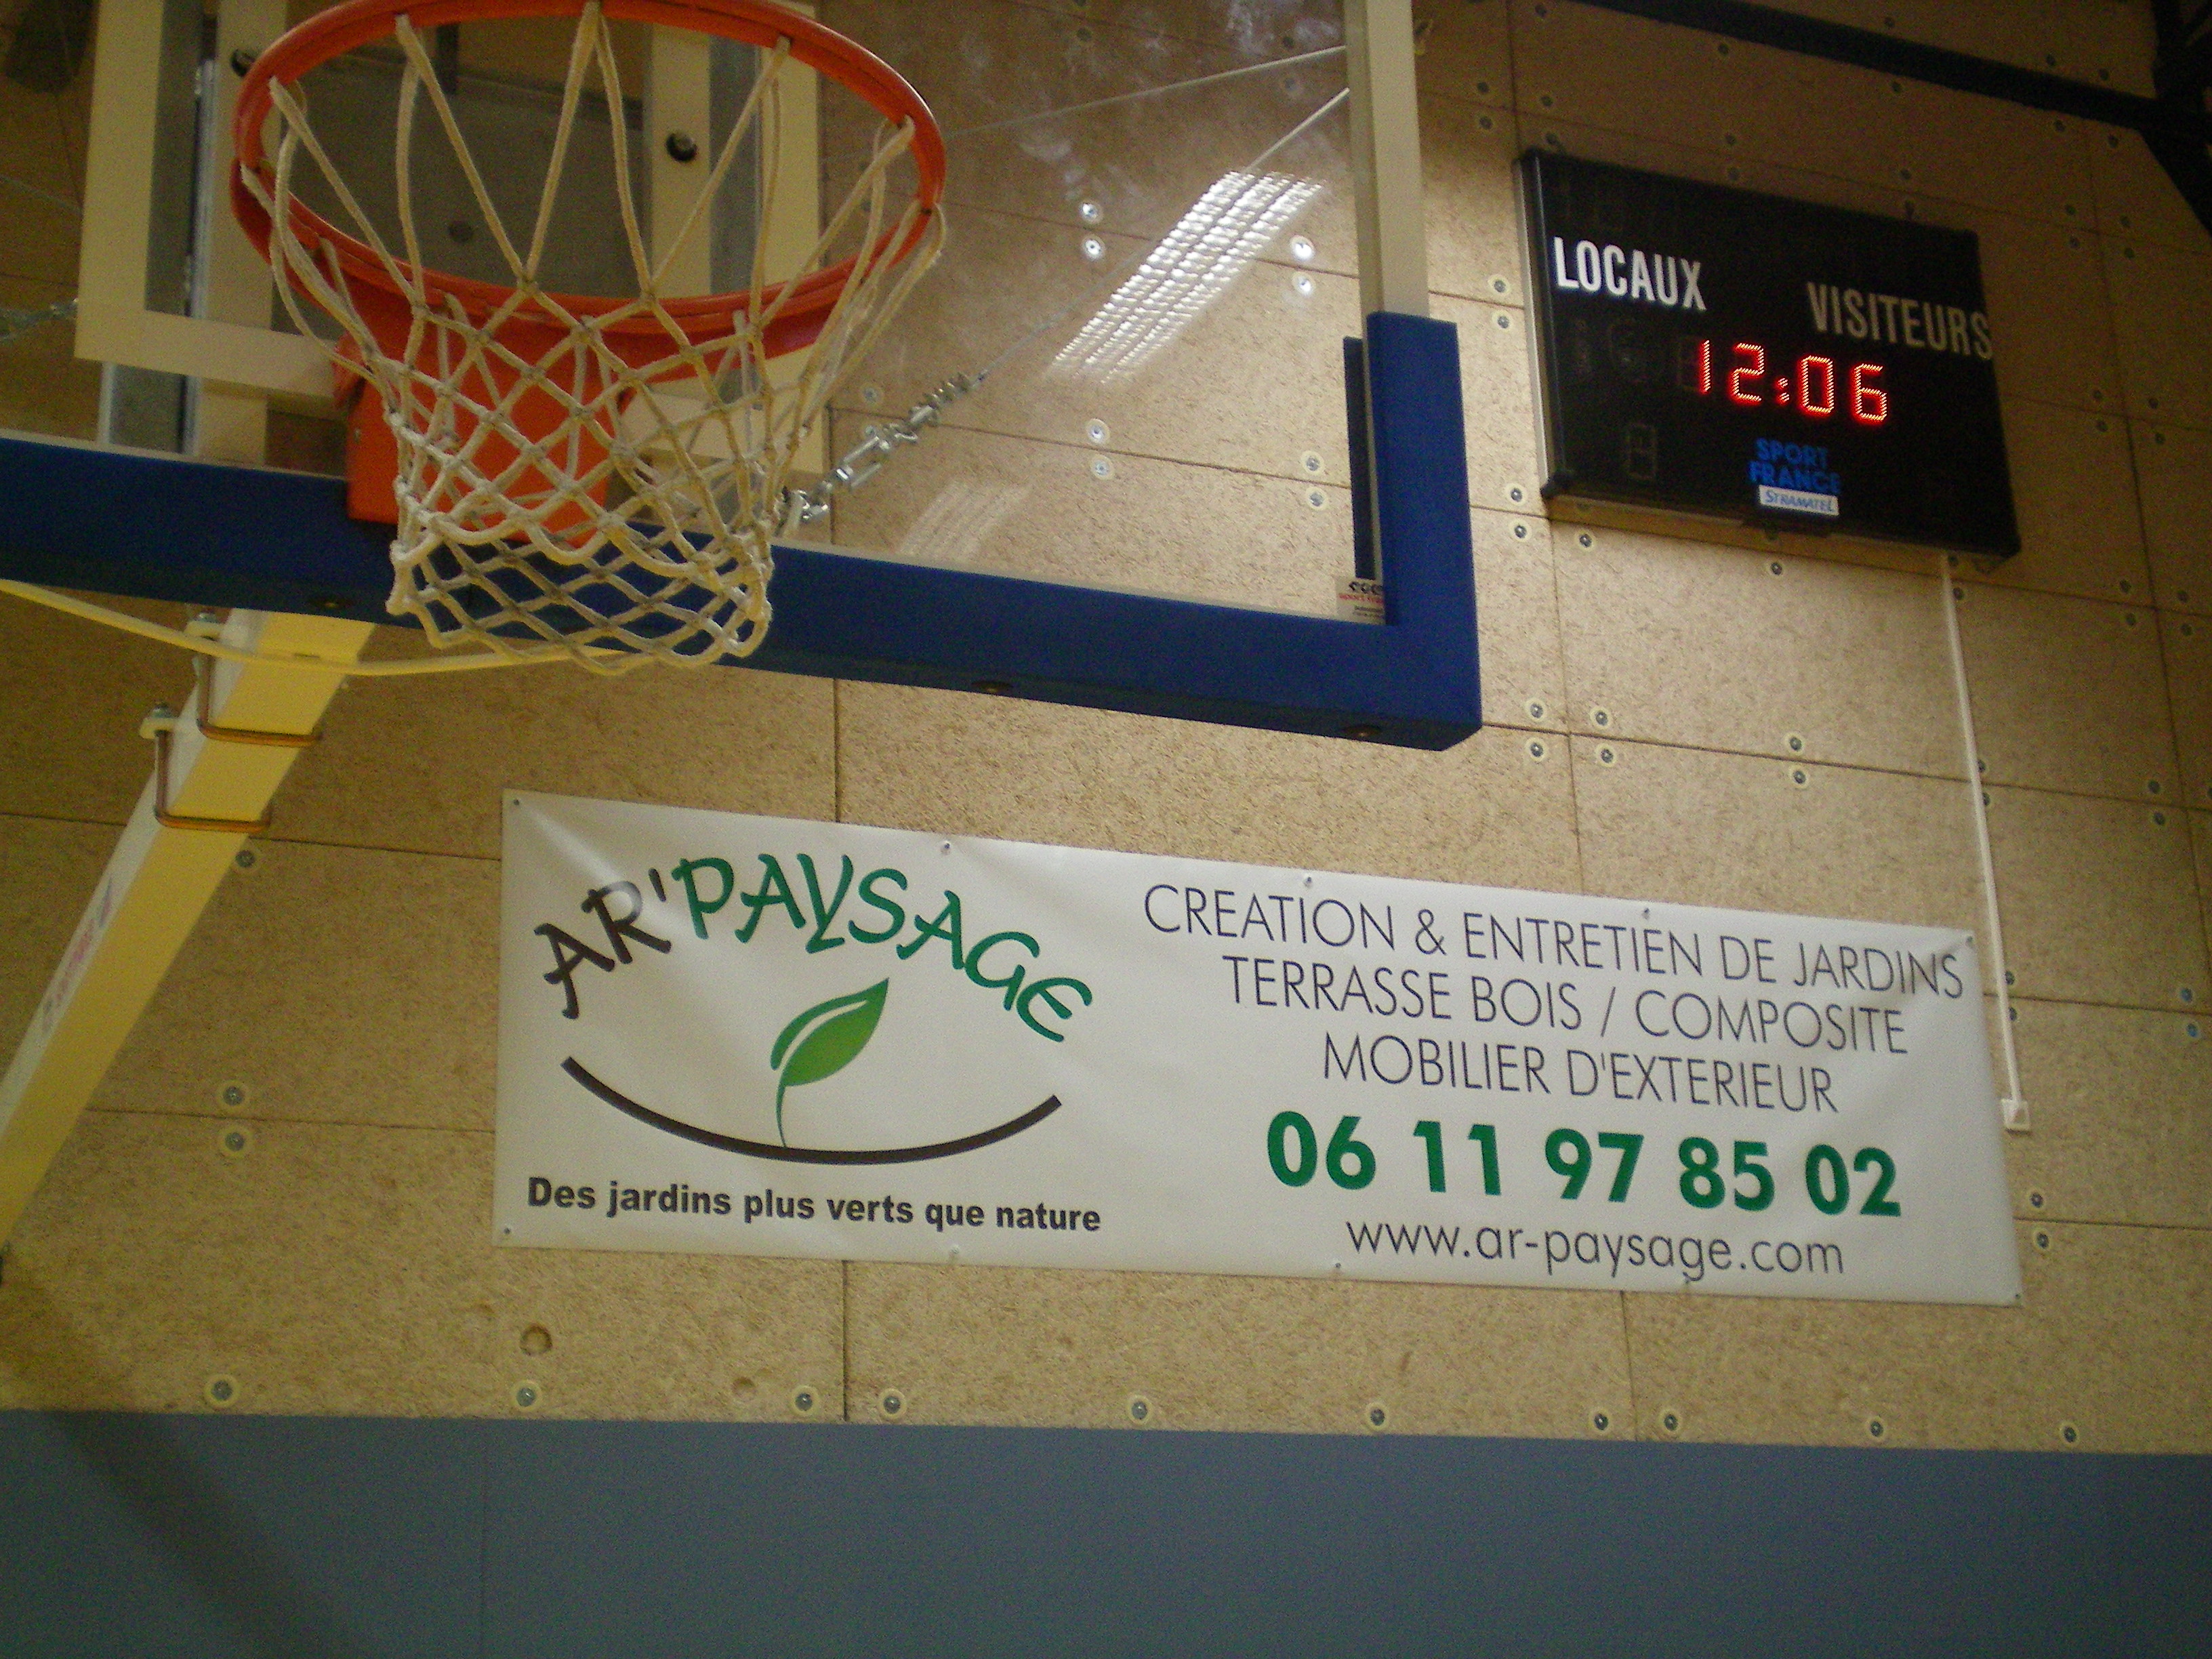 LOCAUX
VISITEURS
12:06
SPORT
FRANCE
STRAMATEL
AR'PAYSAGE
Des jardins plus verts que nature
CREATION & ENTRETIEN DE JARDINS
TERRASSE BOIS / COMPOSITE
MOBILIER D'EXTERIEUR
06 11 97 85 02
www.ar-paysage.com